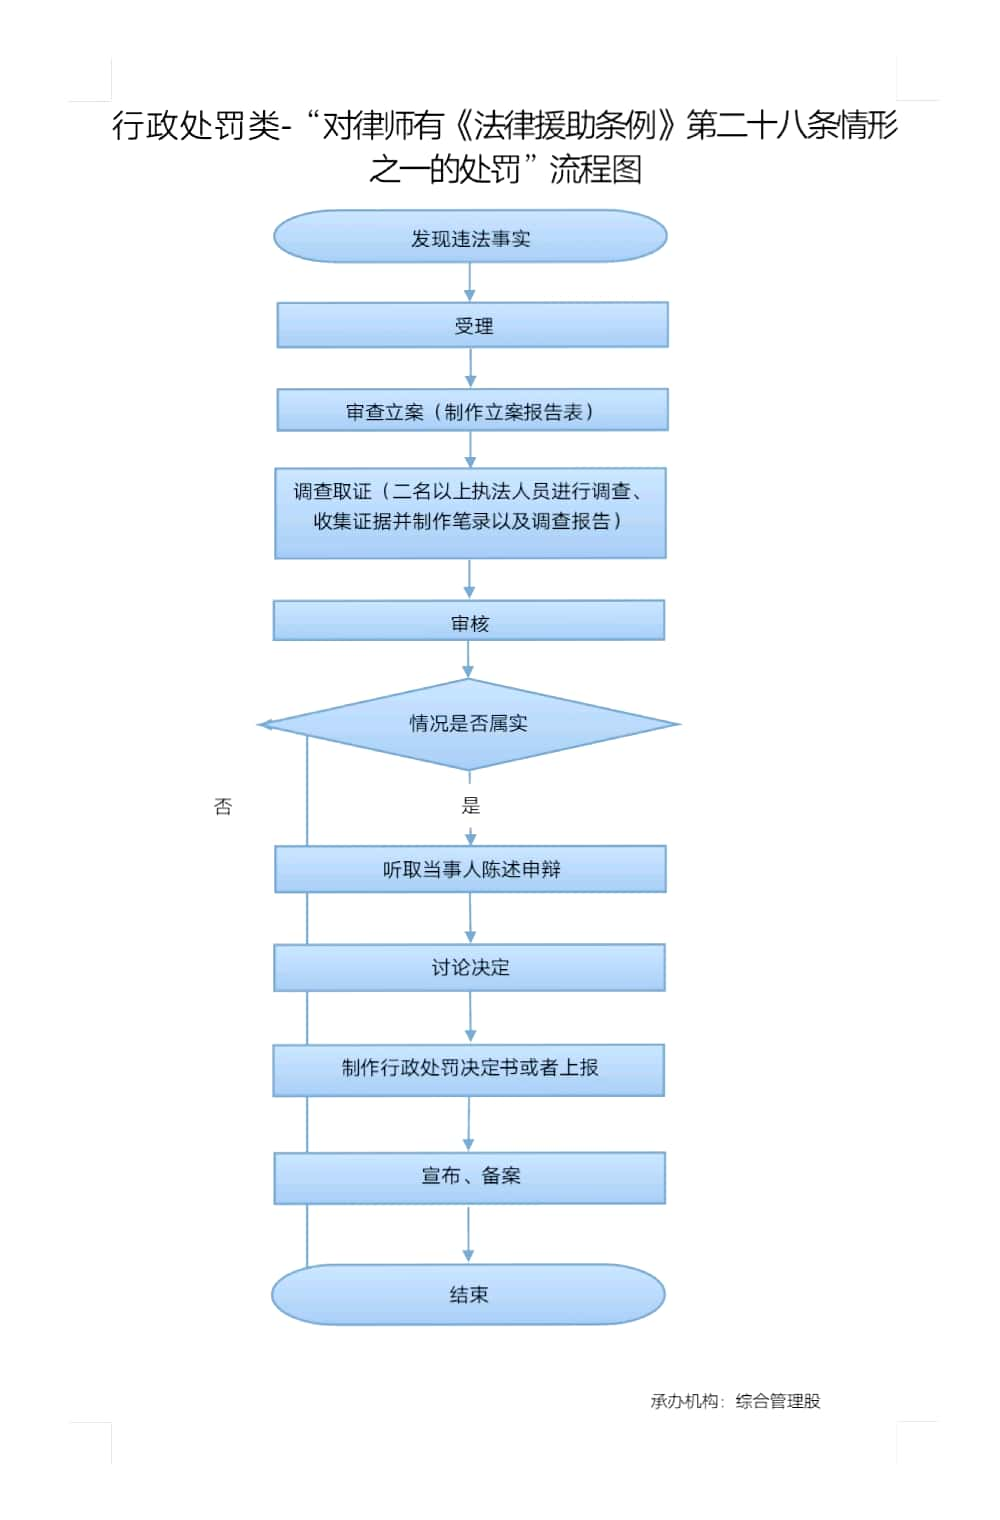 行政处罚类-“对律师有《法律援助条例》第二十八条情形
之一的处罚”流程图
发现违法事实
受理
审查立案（制作立案报告表）
调查取证（二名以上执法人员进行调查、
收集证据并制作笔录以及调查报告）
审核
情况是否属实
否
是
听取当事人陈述申辩
讨论决定
制作行政处罚决定书或者上报
宣布、备案
结束
承办机构：综合管理股